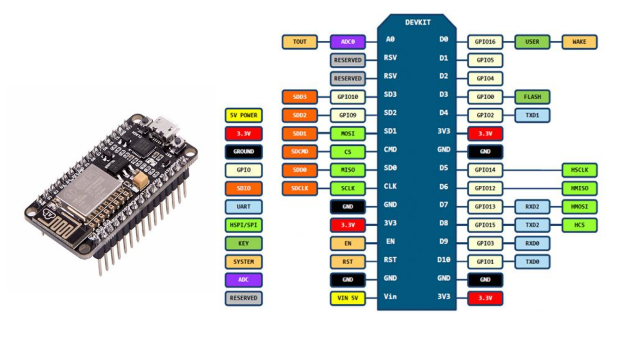 DEVKIT
TOUT ADC0 A0 D0 GPIO16 USER WAKE
RESERVED RSV D1 GPIO5
RESERVED RSV D2 GPIO4
SDD3 GPIO10 SD3 D3 GPIO0 FLASH
5V POWER SDD2 GPIO9 SD2 D4 GPIO2 TXD1
3.3V SDD1 MOSI SD1 3V3 3.3V
GROUND SDCMD CS CMD GND GND
GPIO SDD0 MISO SD0 D5 GPIO14 HSCLK
SDIO SDCLK SCLK CLK D6 GPIO12 HMISO
UART GND GND D7 GPIO13 RXD2 HMOSI
HSPI/SPI 3.3V 3V3 D8 GPIO15 TXD2 HCS
KEY EN EN D9 GPIO3 RXD0
SYSTEM RST RST D10 GPIO1 TXD0
ADC GND GND GND GND
RESERVED VIN 5V Vin 3V3 3.3V